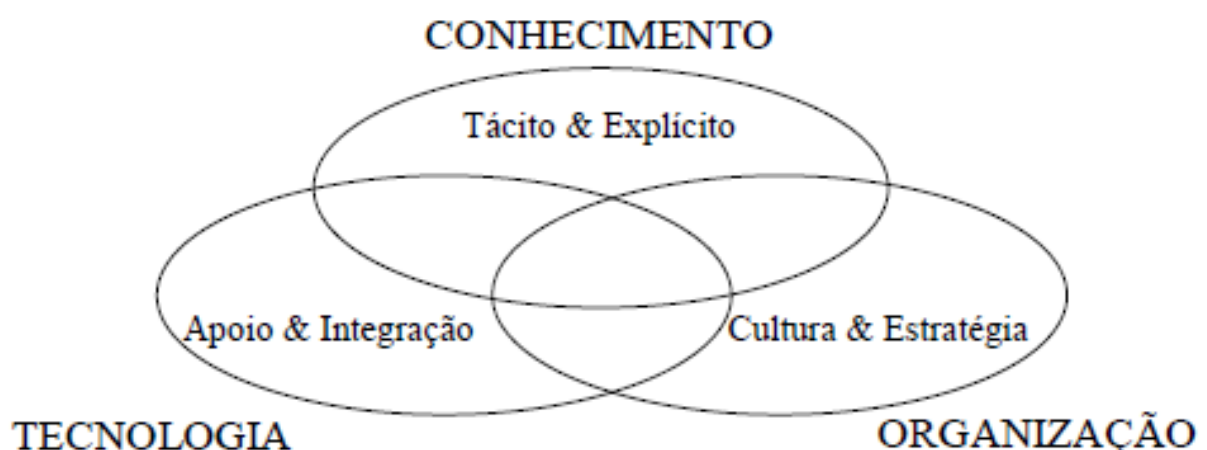 CONHECIMENTO
Tácito & Explícito
Apoio & Integração
Cultura & Estratégia
TECNOLOGIA
ORGANIZAÇÃO